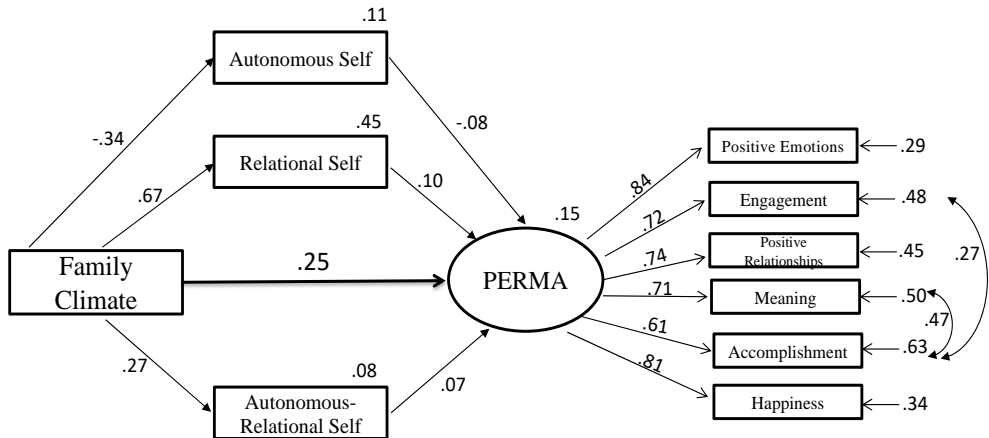 .11
Autonomous Self
-.34
-.08
.45
Relational Self
.67
.10
Positive Emotions
.29
.84
.15
Engagement
.48
.72
Family
Climate
.25
PERMA
Positive
Relationships
.45
.74
.27
Meaning
.50
.71
.47
Accomplishment
.63
.61
Happiness
.34
.81
.27
.08
.07
Autonomous-
Relational Self